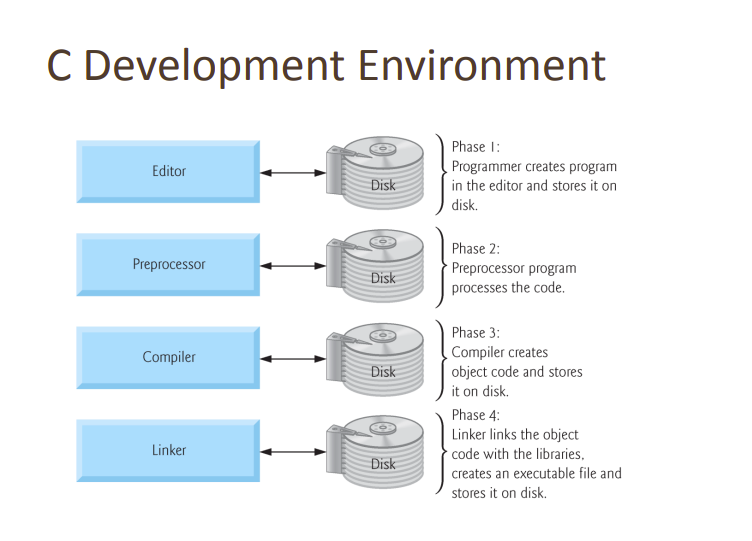 C Development Environment
Editor
Disk
Phase 1:
Programmer creates program
in the editor and stores it on
disk.
Preprocessor
Disk
Phase 2:
Preprocessor program
processes the code.
Compiler
Disk
Phase 3:
Compiler creates
object code and stores
it on disk.
Linker
Disk
Phase 4:
Linker links the object
code with the libraries,
creates an executable file and
stores it on disk.